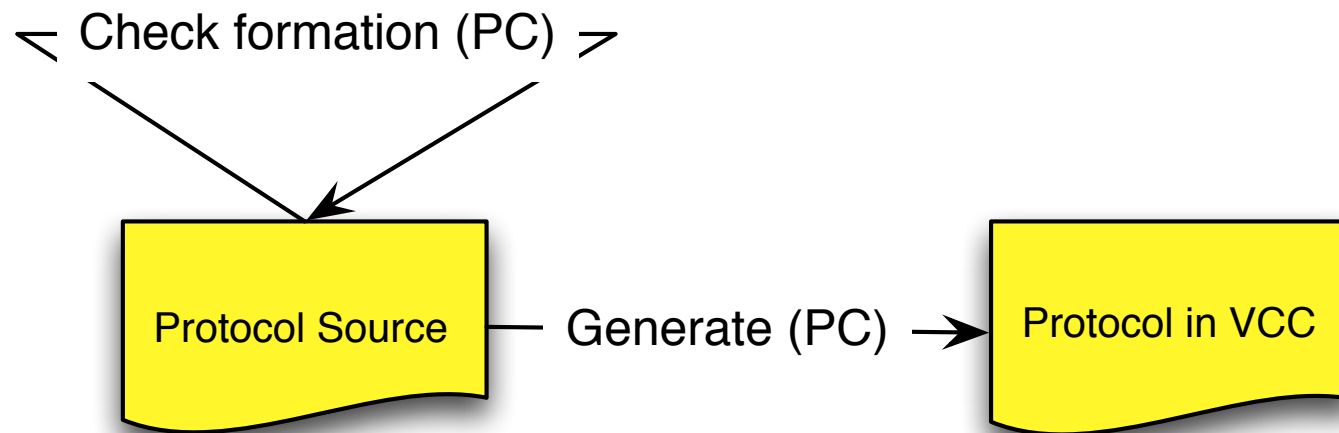 Check formation (PC)
Protocol Source
Generate (PC)
Protocol in VCC